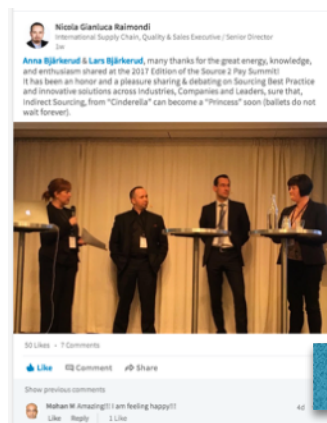 Nicola Gianluca Raimondi
International Supply Chain, Quality & Sales Executive / Senior Director
1w
Anna Bjärkerud & Lars Bjärkerud, many thanks for the great energy, knowledge,
and enthusiasm shared at the 2017 Edition of the Source 2 Pay Summit!
It has been an honor and a pleasure sharing & debating on Sourcing Best Practice
and innovative solutions across Industries, Companies and Leaders, sure that,
Indirect Sourcing, from "Cinderella" can become a "Princess" soon (ballets do not
wait forever).
50 Likes • 7 Comments
Like Comment Share
Show previous comments
Mohan M Amazing!!! I am feeling happy!!! 4d
Like Reply 1 Like